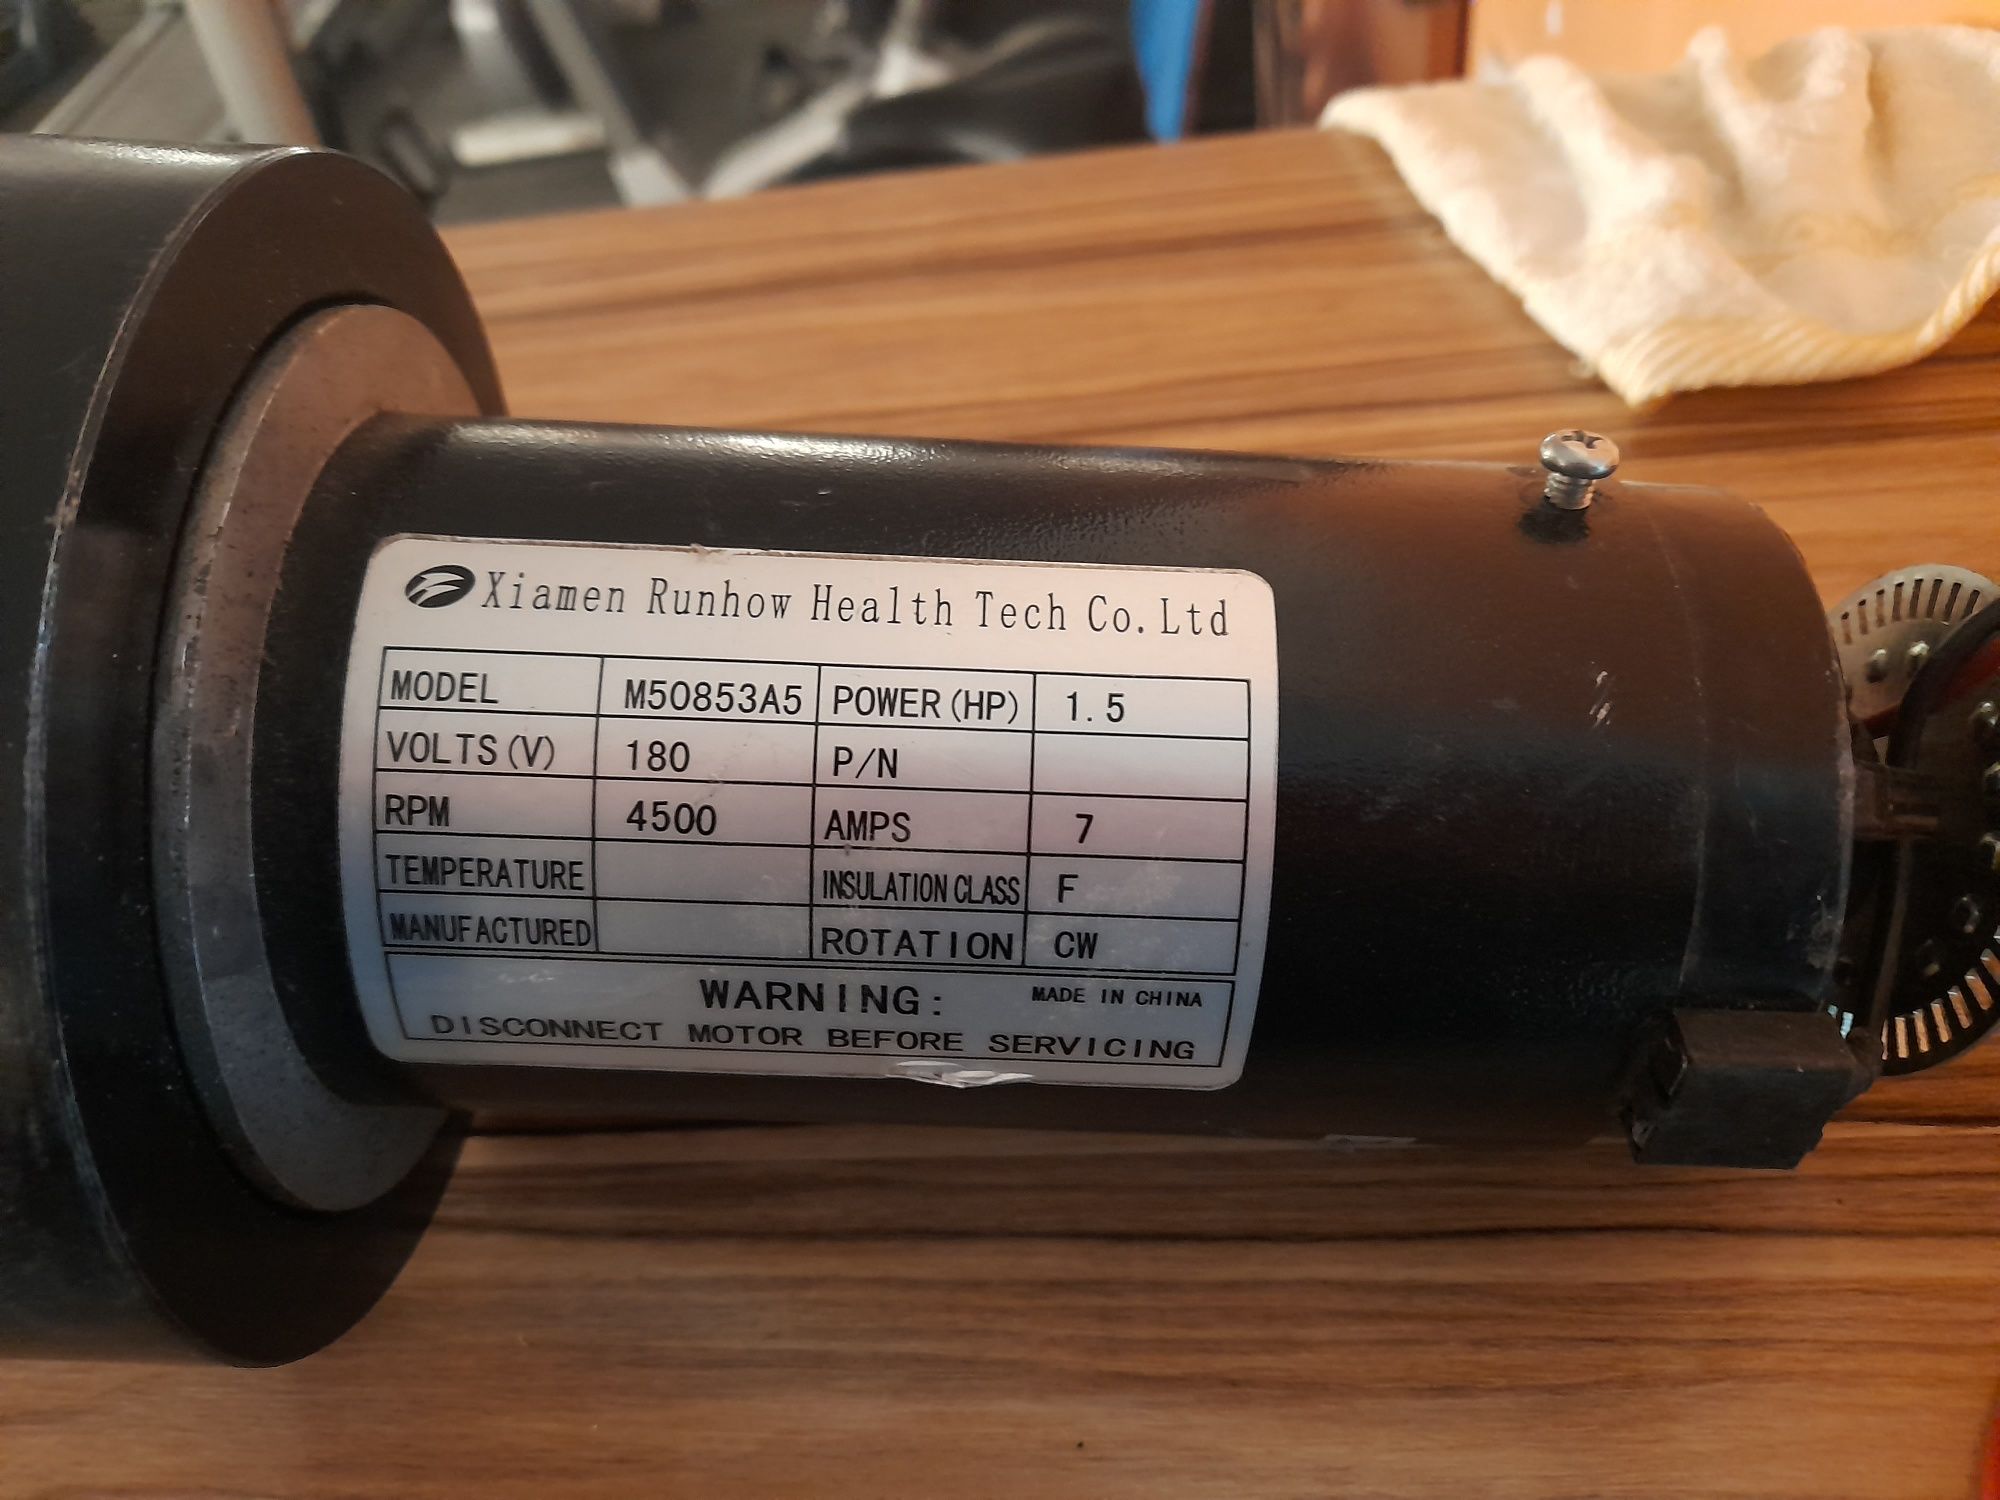 Xiamen Runhow Health Tech Co. Ltd
MODEL M50853A5 POWER (HP) 1.5
VOLTS (V) 180 P/N
RPM 4500 AMPS 7
TEMPERATURE INSULATION CLASS F
MANUFACTURED ROTATION CW
WARNING: MADE IN CHINA
DISCONNECT MOTOR BEFORE SERVICING